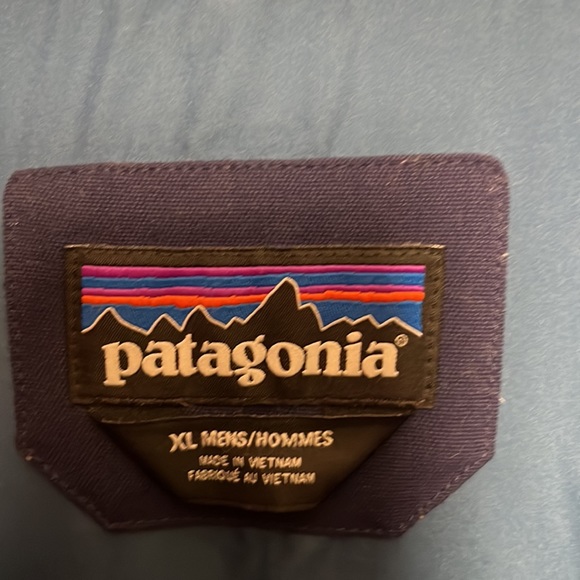 patagonia®
XL MENS/HOMMES
MADE IN VIETNAM
FABRIQUÉ AU VIETNAM